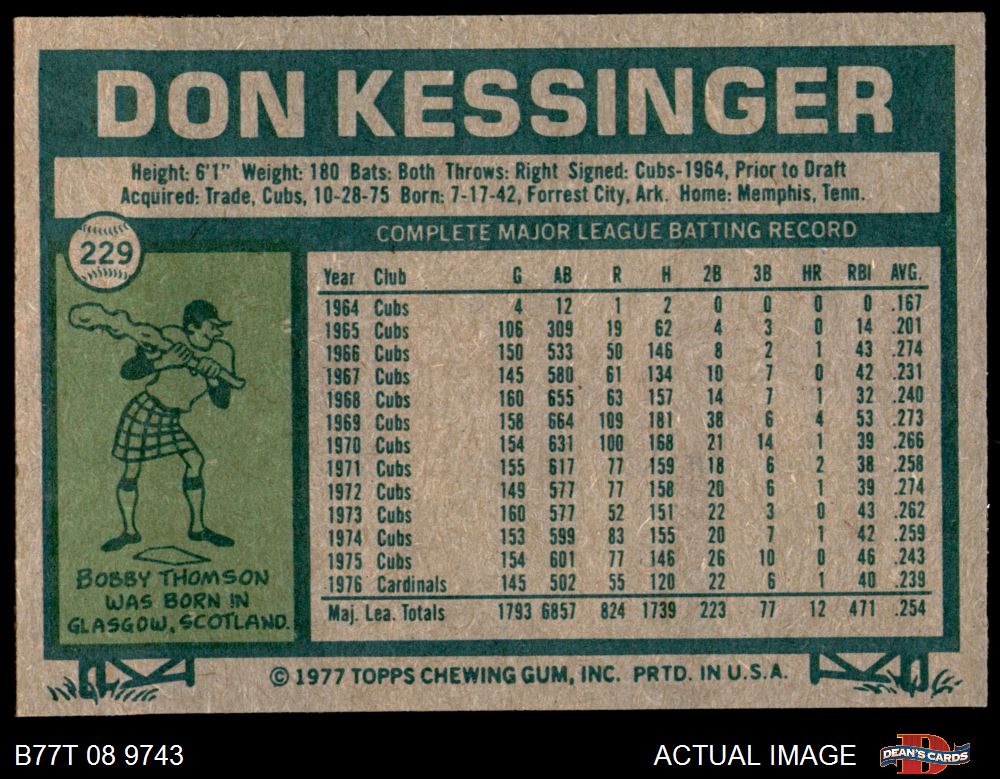 DON KESSINGER
Height: 6'1" Weight: 180 Bats: Both Throws: Right Signed: Cubs-1964, Prior to Draft
Acquired: Trade, Cubs, 10-28-75 Born: 7-17-42, Forrest City, Ark. Home: Memphis, Tenn.
229
COMPLETE MAJOR LEAGUE BATTING RECORD
Year Club G AB R H 2B 3B HR RBI AVG.
1964 Cubs 4 12 1 2 0 0 0 0 .167
1965 Cubs 106 309 19 62 4 3 0 14 .201
1966 Cubs 150 533 50 146 8 2 1 43 .274
1967 Cubs 145 580 61 134 10 7 0 42 .231
1968 Cubs 160 655 63 157 14 7 1 32 .240
1969 Cubs 158 664 109 181 38 6 4 53 .273
1970 Cubs 154 631 100 168 21 14 1 39 .266
1971 Cubs 155 617 77 159 18 6 2 38 .258
1972 Cubs 149 577 77 158 20 6 1 39 .274
1973 Cubs 160 577 52 151 22 3 0 43 .262
1974 Cubs 153 599 83 155 20 7 1 42 .259
1975 Cubs 154 601 77 146 26 10 0 46 .243
1976 Cardinals 145 502 55 120 22 6 1 40 .239
Maj. Lea. Totals 1793 6857 824 1739 223 77 12 471 .254
BOBBY THOMSON
WAS BORN IN
GLASGOW, SCOTLAND.
© 1977 TOPPS CHEWING GUM, INC. PRTD. IN U.S.A.
B77T 08 9743
ACTUAL IMAGE
D
DEAN'S CARDS